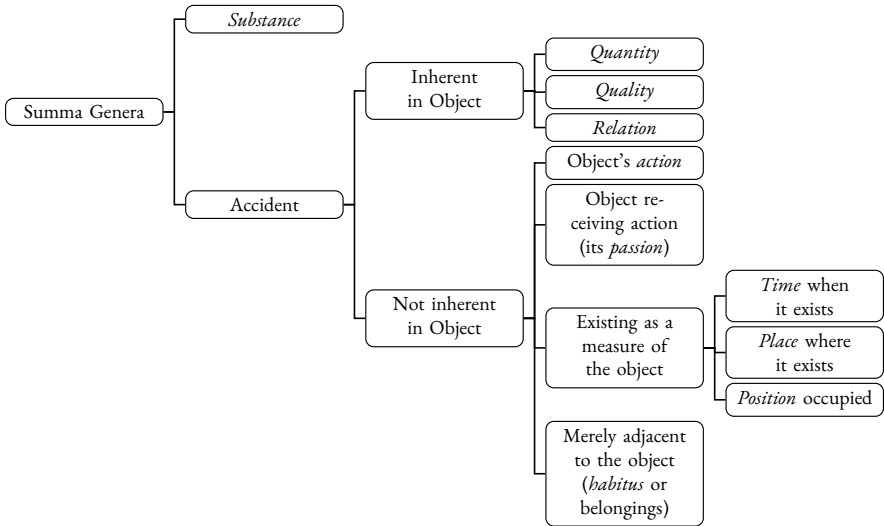 Substance
Summa Genera
Accident
Inherent
in Object
Not inherent
in Object
Quantity
Quality
Relation
Object's action
Object re-
ceiving action
(its passion)
Existing as a
measure of
the object
Merely adjacent
to the object
(habitus or
belongings)
Time when
it exists
Place where
it exists
Position occupied